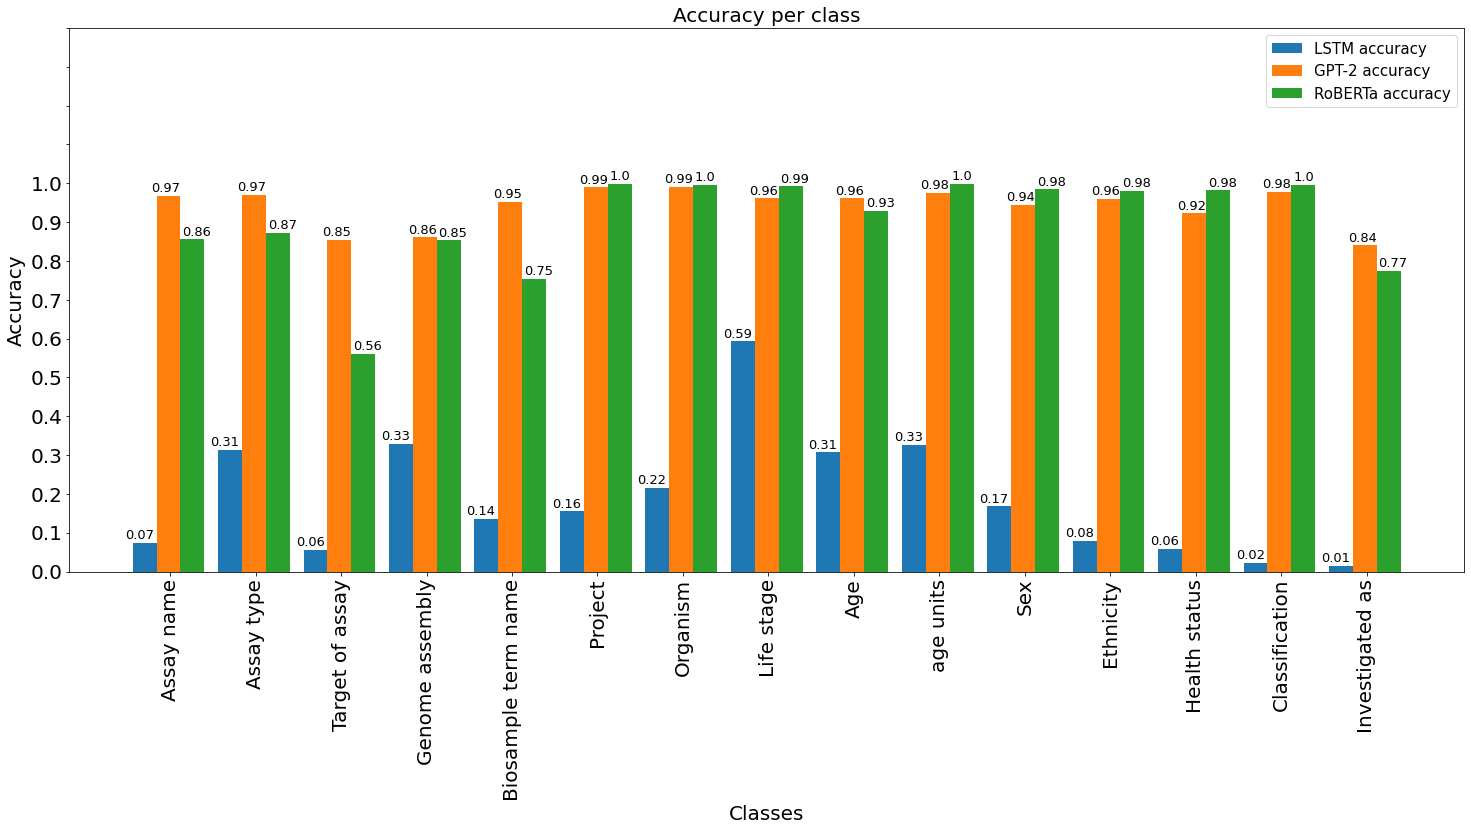 Accuracy per class
LSTM accuracy
GPT-2 accuracy
RoBERTa accuracy
Accuracy
1.0
0.9
0.8
0.7
0.6
0.5
0.4
0.3
0.2
0.1
0.0
0.07 0.97 0.86
0.31 0.97 0.87
0.06 0.85 0.56
0.33 0.86 0.85
0.14 0.95 0.75
0.16 0.99 1.0
0.22 0.99 1.0
0.59 0.96 0.99
0.31 0.96 0.93
0.33 0.98 1.0
0.17 0.94 0.98
0.08 0.96 0.98
0.06 0.92 0.98
0.02 0.98 1.0
0.01 0.84 0.77
Assay name
Assay type
Target of assay
Genome assembly
Biosample term name
Project
Organism
Life stage
Age
age units
Sex
Ethnicity
Health status
Classification
Investigated as
Classes